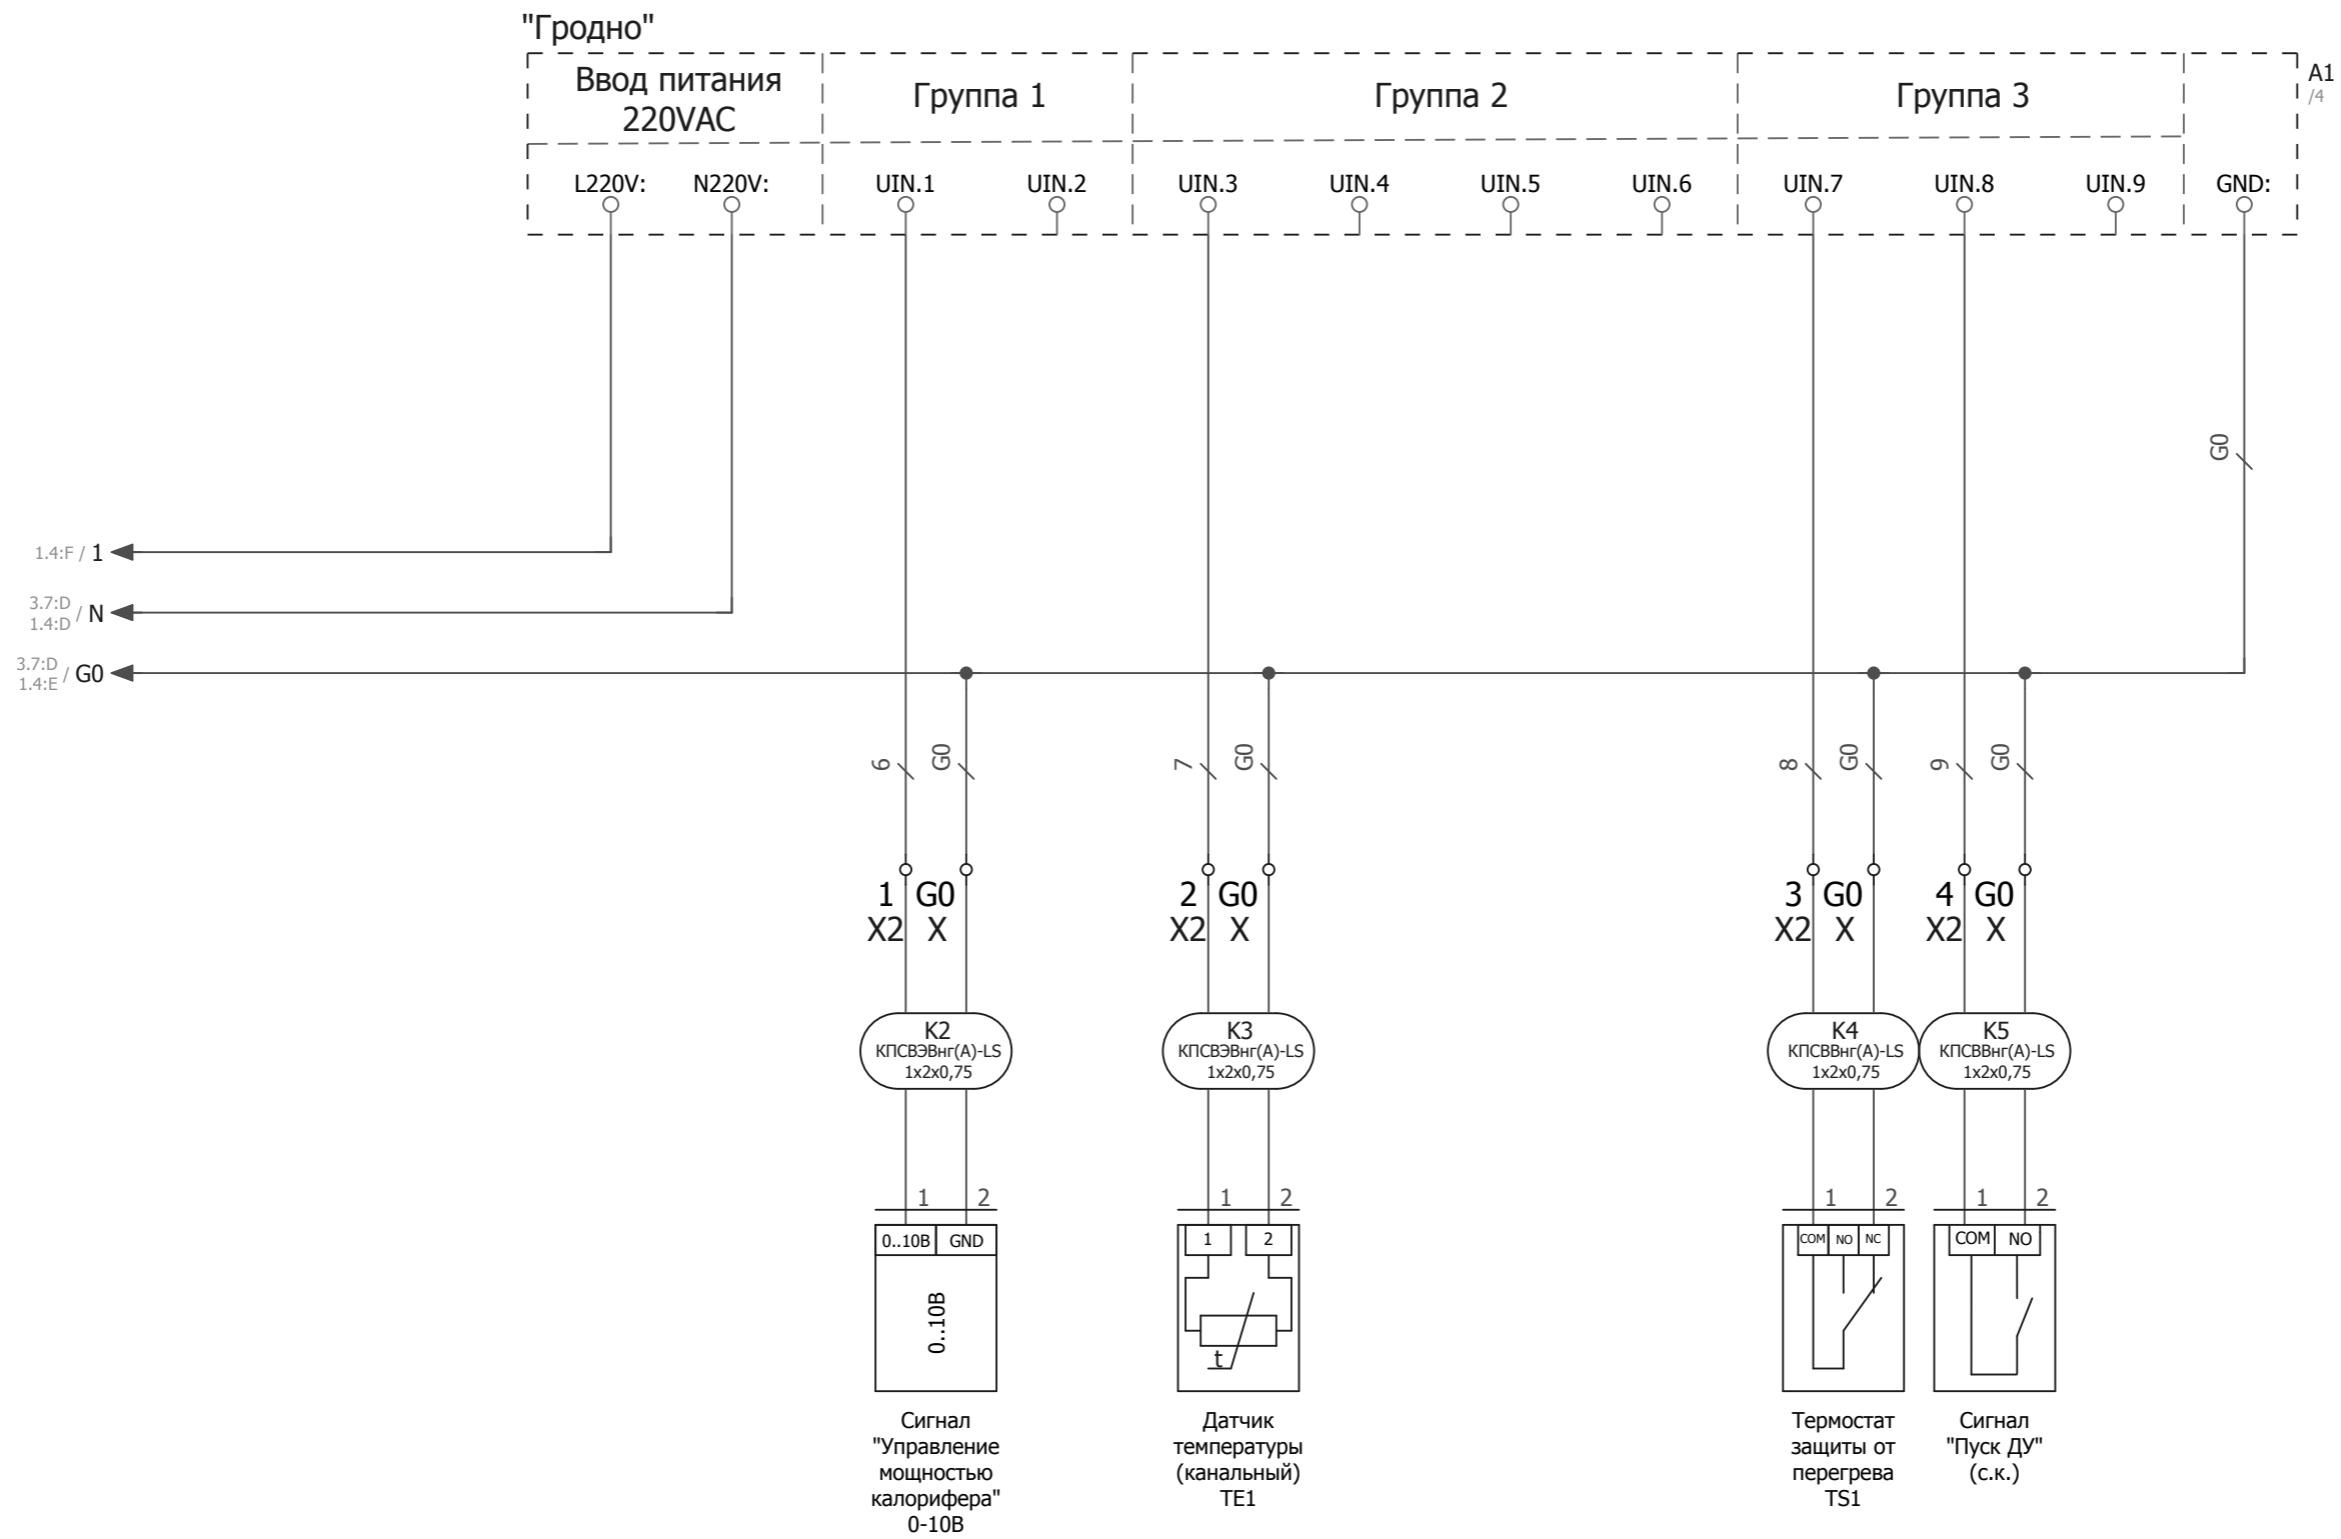 "Гродно"
Ввод питания
220VAC
Группа 1
Группа 2
Группа 3
A1
/4
L220V:
N220V:
UIN.1
UIN.2
UIN.3
UIN.4
UIN.5
UIN.6
UIN.7
UIN.8
UIN.9
GND:
G0
1.4:F / 1
3.7:D
1.4:D / N
3.7:D
1.4:E / G0
6
G0
7
G0
8
G0
9
G0
1 G0
X2 X
2 G0
X2 X
3 G0
X2 X
4 G0
X2 X
K2
КПСВЭВнг(А)-LS
1x2x0,75
K3
КПСВЭВнг(А)-LS
1x2x0,75
K4
КПСВВнг(А)-LS
1x2x0,75
K5
КПСВВнг(А)-LS
1x2x0,75
1 2
1 2
1 2
1 2
0..10В GND
1 2
COM NO NC
COM NO
0..10В
t
Сигнал
"Управление
мощностью
калорифера"
0-10В
Датчик
температуры
(канальный)
TE1
Термостат
защиты от
перегрева
TS1
Сигнал
"Пуск ДУ"
(с.к.)